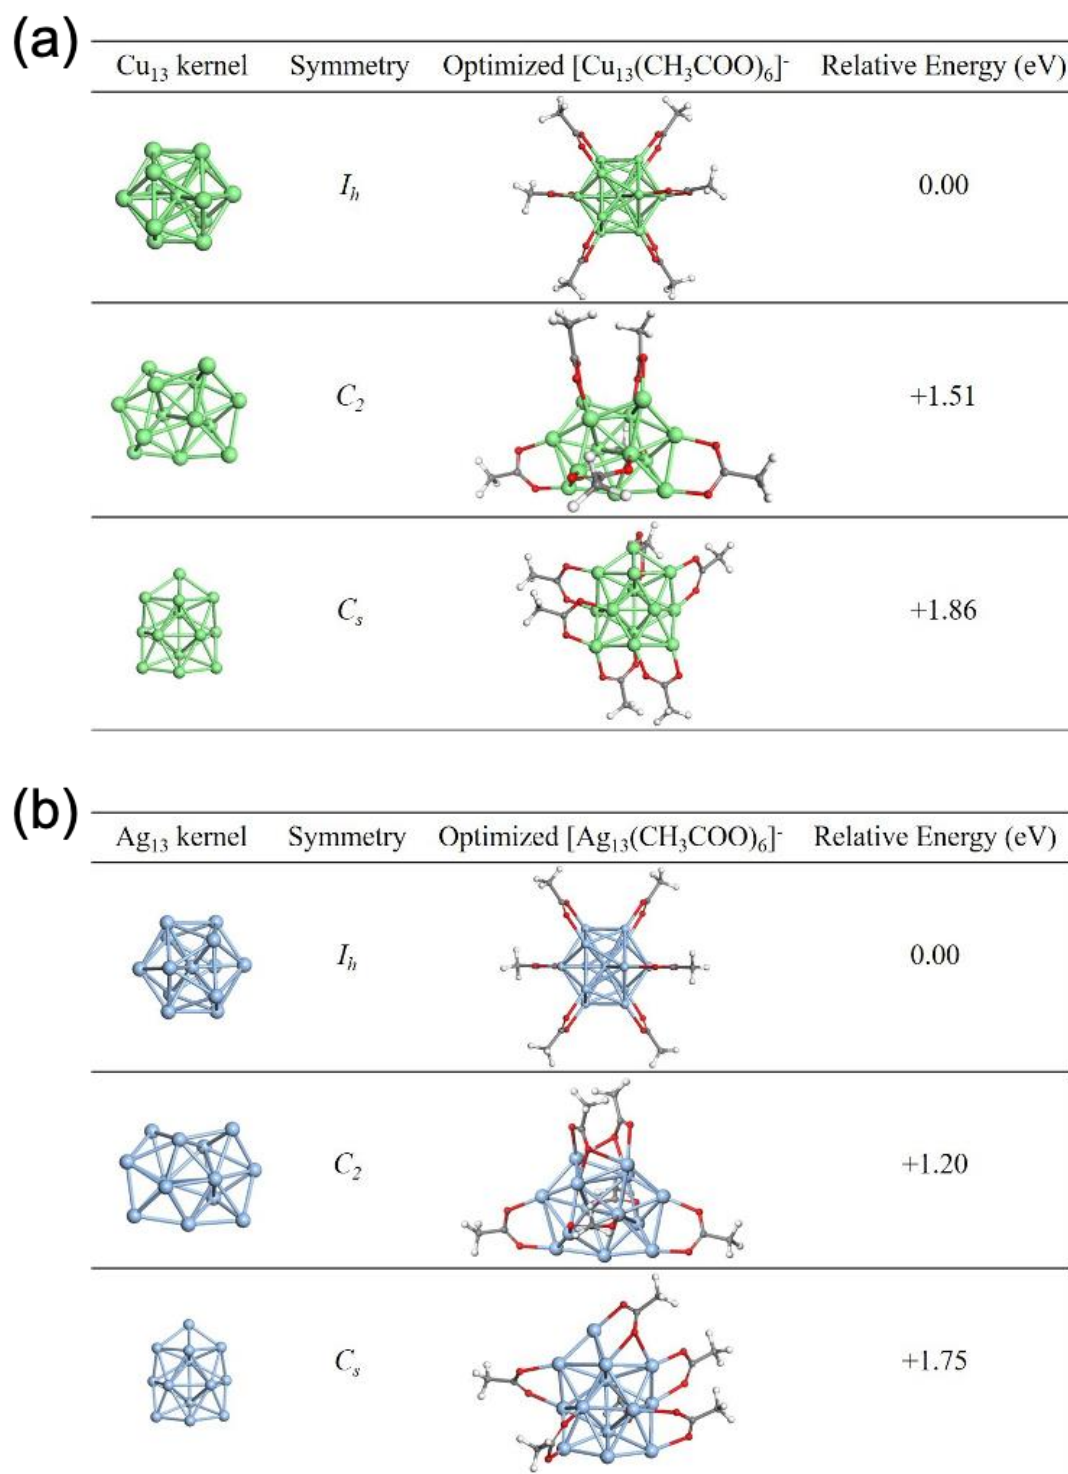 (a)
Cu₁₃ kernel Symmetry Optimized [Cu₁₃(CH₃COO)₆]⁻ Relative Energy (eV)
Iₕ 0.00
C₂ +1.51
Cₛ +1.86
(b)
Ag₁₃ kernel Symmetry Optimized [Ag₁₃(CH₃COO)₆]⁻ Relative Energy (eV)
Iₕ 0.00
C₂ +1.20
Cₛ +1.75